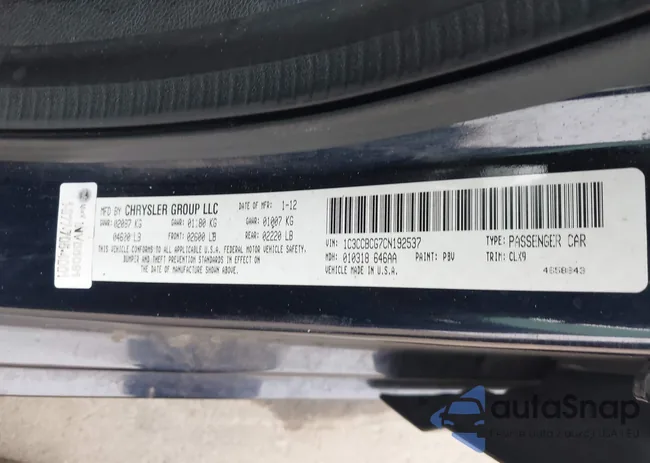 MFD BY CHRYSLER GROUP LLC
DATE OF MFR: 1-12
GVWR: 02087 KG GAWR: 01180 KG GAWR: 01007 KG
04600 LB FRONT: 02600 LB REAR: 02220 LB
THIS VEHICLE CONFORMS TO ALL APPLICABLE U.S.A. FEDERAL MOTOR VEHICLE SAFETY,
BUMPER AND THEFT PREVENTION STANDARDS IN EFFECT
ON THE DATE OF MANUFACTURE SHOWN ABOVE.
VIN: 1C3CCBCG7CN192537 TYPE: PASSENGER CAR
MDH: 010318 646AA PAINT: PBV TRIM: CLX9
VEHICLE MADE IN U.S.A.
4658843
autoSnap